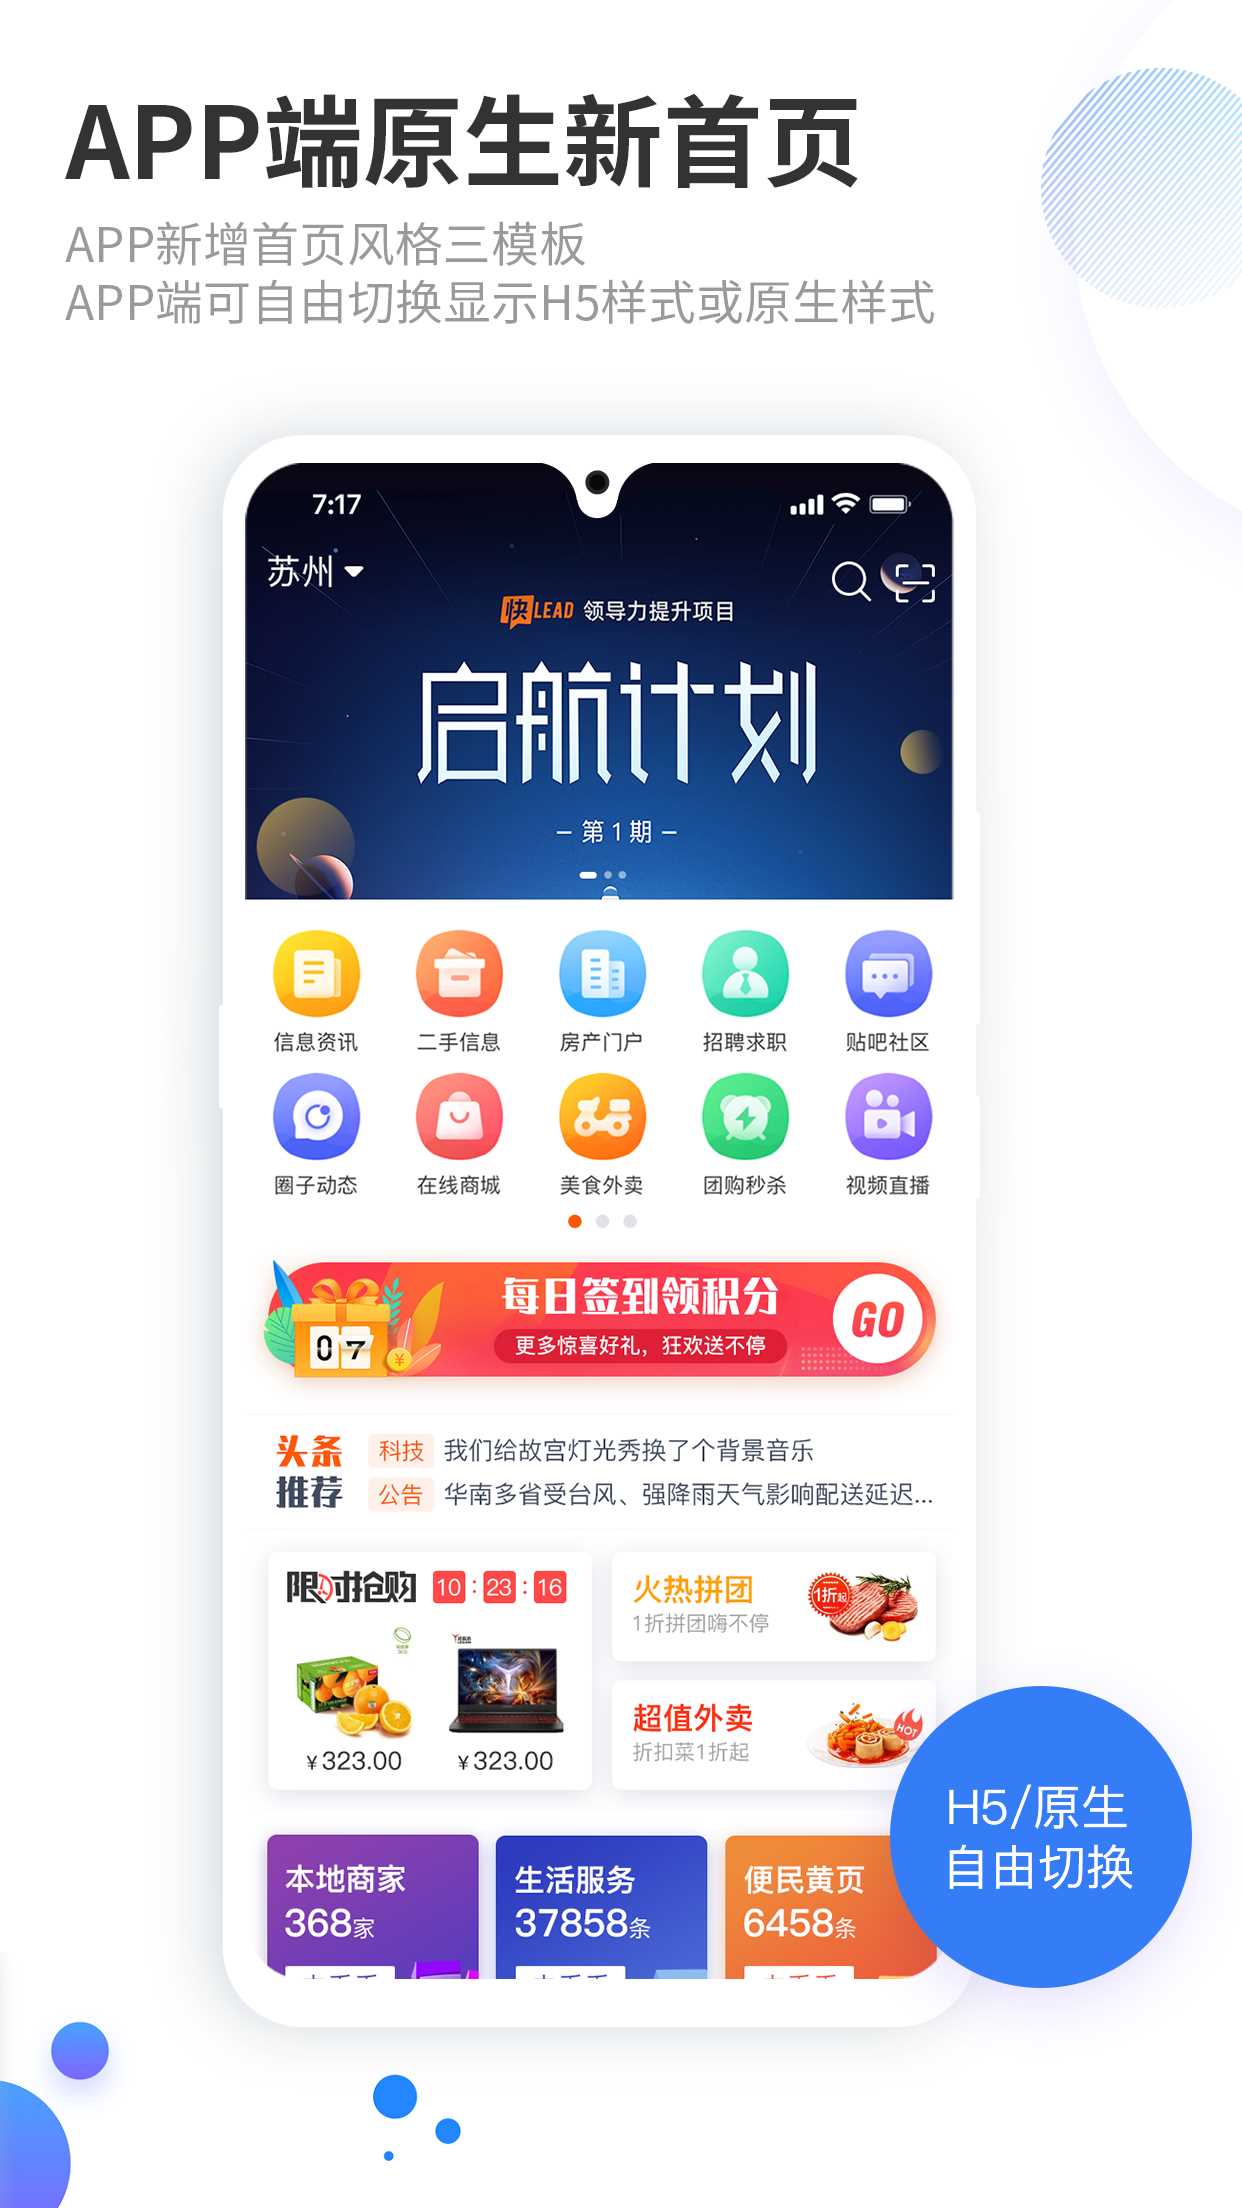 APP端原生新首页
APP新增首页风格三模板
APP端可自由切换显示H5样式或原生样式
7:17
苏州
快LEAD 领导力提升项目
启航计划
– 第1期 –
信息资讯 二手信息 房产门户 招聘求职 贴吧社区
圈子动态 在线商城 美食外卖 团购秒杀 视频直播
每日签到领积分
更多惊喜好礼，狂欢送不停
GO
07
¥
头条
推荐
科技 我们给故宫灯光秀换了个背景音乐
公告 华南多省受台风、强降雨天气影响配送延迟...
限时抢购 10:23:16
¥323.00 ¥323.00
火热拼团
1折拼团嗨不停
1折起
超值外卖
折扣菜1折起
HOT
H5/原生
自由切换
本地商家
368家
生活服务
37858条
便民黄页
6458条